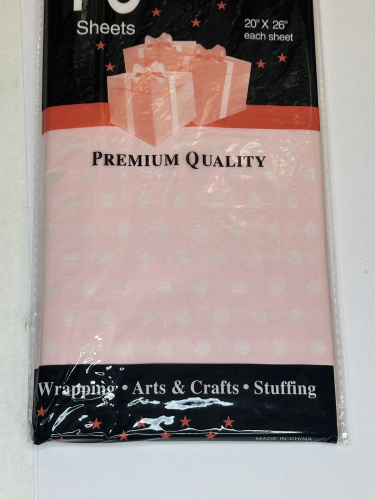 Sheets
20" X 26"
each sheet
PREMIUM QUALITY
Wrapping • Arts & Crafts • Stuffing
MADE IN CHINA